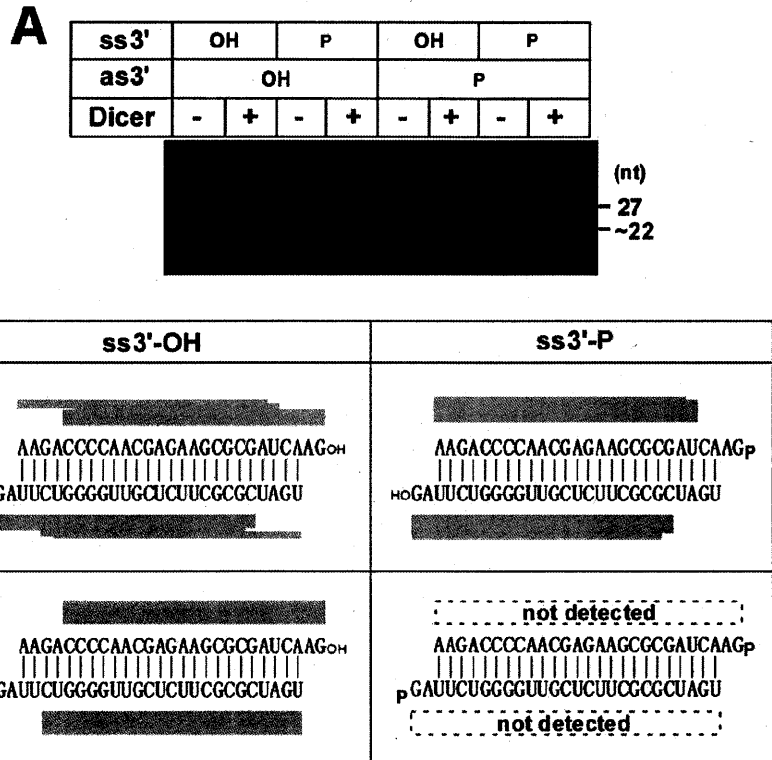 A
ss3' OH P OH P
as3' OH P
Dicer - + - + - + - +
(nt)
27
~22
ss3'-OH ss3'-P
AAGACCCCAACGAGAAGCGCGAUCAAGOH
GAUUCUGGGGUUGCUCUUCGCGCUAGU
AAGACCCCAACGAGAAGCGCGAUCAAGP
HOGAUUCUGGGGUUGCUCUUCGCGCUAGU
AAGACCCCAACGAGAAGCGCGAUCAAGOH
GAUUCUGGGGUUGCUCUUCGCGCUAGU
not detected
AAGACCCCAACGAGAAGCGCGAUCAAGP
PGAUUCUGGGGUUGCUCUUCGCGCUAGU
not detected